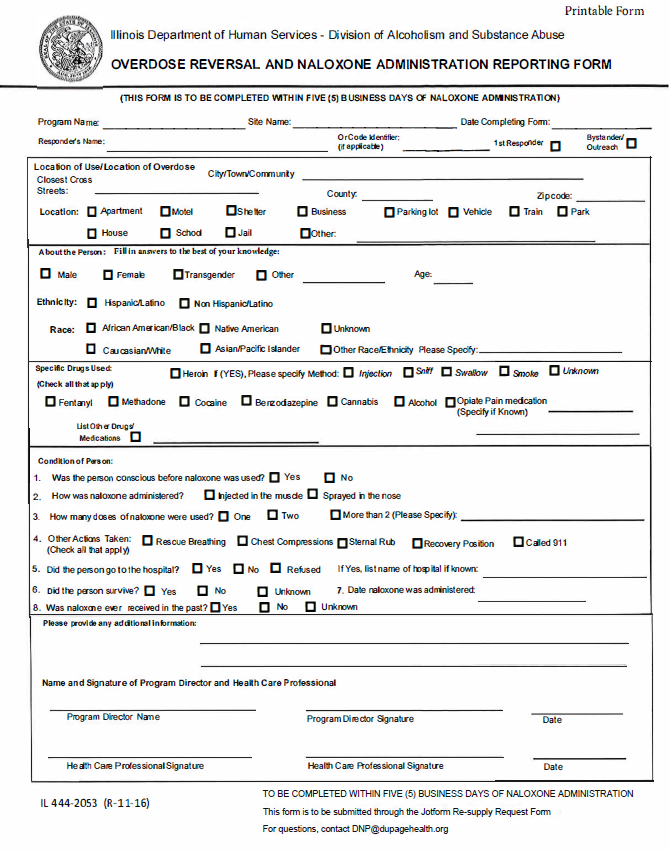 Printable Form
Illinois Department of Human Services - Division of Alcoholism and Substance Abuse
OVERDOSE REVERSAL AND NALOXONE ADMINISTRATION REPORTING FORM
(THIS FORM IS TO BE COMPLETED WITHIN FIVE (5) BUSINESS DAYS OF NALOXONE ADMINISTRATION)
Program Name: Site Name: Date Completing Form:
Responder's Name: Or Code Identifier: (if applicable) 1st Responder Bystander/ Outreach
Location of Use/Location of Overdose
Closest Cross Streets: City/Town/Community
County: Zip code:
Location: Apartment Motel Shelter Business Parking lot Vehicle Train Park
House School Jail Other:
About the Person: Fill in answers to the best of your knowledge:
Male Female Transgender Other Age:
Ethnicity: Hispanic/Latino Non Hispanic/Latino
Race: African American/Black Native American Unknown
Caucasian/White Asian/Pacific Islander Other Race/Ethnicity Please Specify:
Specific Drugs Used:
(Check all that apply)
Heroin If (YES), Please specify Method: Injection Sniff Swallow Smoke Unknown
Fentanyl Methadone Cocaine Benzodiazepine Cannabis Alcohol Opiate Pain medication
(Specify if Known)
List Other Drugs/
Medications
Condition of Person:
1. Was the person conscious before naloxone was used? Yes No
2. How was naloxone administered? Injected in the muscle Sprayed in the nose
3. How many doses of naloxone were used? One Two More than 2 (Please Specify):
4. Other Actions Taken: Rescue Breathing Chest Compressions Sternal Rub Recovery Position Called 911
(Check all that apply)
5. Did the person go to the hospital? Yes No Refused If Yes, list name of hospital if known:
6. Did the person survive? Yes No Unknown 7. Date naloxone was administered:
8. Was naloxone ever received in the past? Yes No Unknown
Please provide any additional information:
Name and Signature of Program Director and Health Care Professional
Program Director Name Program Director Signature Date
Health Care Professional Signature Health Care Professional Signature Date
IL 444-2053 (R-11-16)
TO BE COMPLETED WITHIN FIVE (5) BUSINESS DAYS OF NALOXONE ADMINISTRATION
This form is to be submitted through the Jotform Re-supply Request Form
For questions, contact DNP@dupagehealth.org